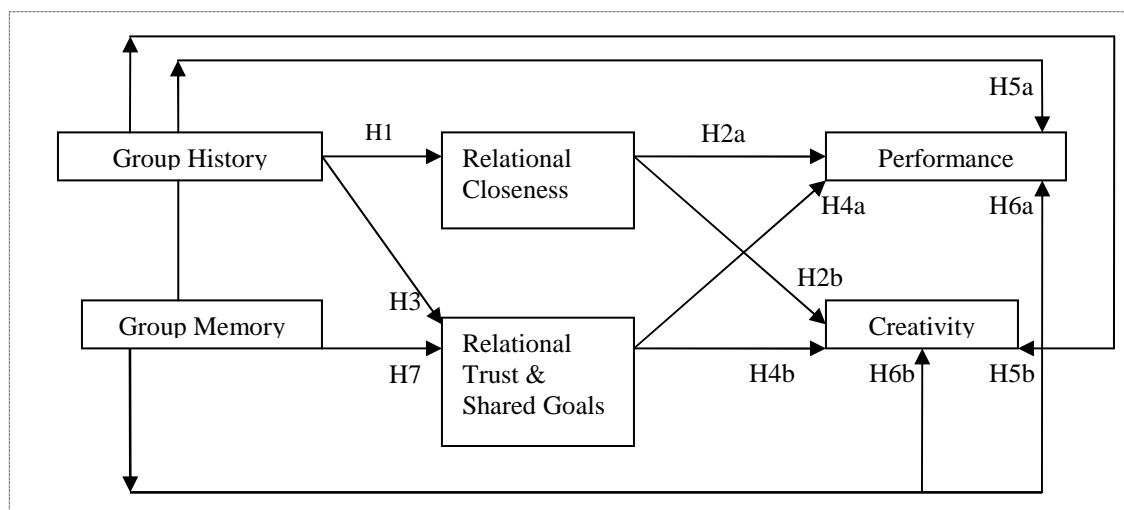 H5a
H1
H2a
Group History
Relational
Closeness
Performance
H4a
H6a
H2b
H3
Group Memory
Creativity
Relational
Trust &
Shared Goals
H7
H4b
H6b
H5b